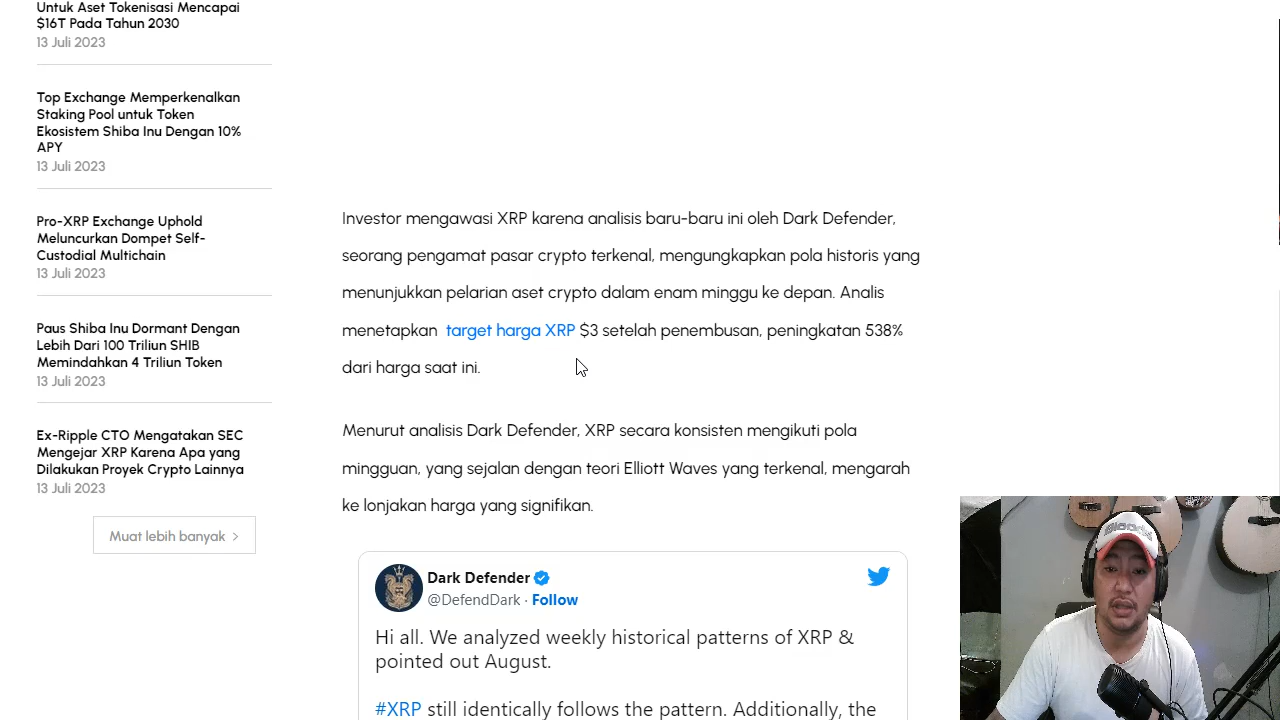 Untuk Aset Tokenisasi Mencapai
$16T Pada Tahun 2030
13 Juli 2023
Top Exchange Memperkenalkan
Staking Pool untuk Token
Ekosistem Shiba Inu Dengan 10%
APY
13 Juli 2023
Pro-XRP Exchange Uphold
Meluncurkan Dompet Self-
Custodial Multichain
13 Juli 2023
Paus Shiba Inu Dormant Dengan
Lebih Dari 100 Triliun SHIB
Memindahkan 4 Triliun Token
13 Juli 2023
Ex-Ripple CTO Mengatakan SEC
Mengejar XRP Karena Apa yang
Dilakukan Proyek Crypto Lainnya
13 Juli 2023
Muat lebih banyak >
Investor mengawasi XRP karena analisis baru-baru ini oleh Dark Defender,
seorang pengamat pasar crypto terkenal, mengungkapkan pola historis yang
menunjukkan pelarian aset crypto dalam enam minggu ke depan. Analis
menetapkan target harga XRP $3 setelah penembusan, peningkatan 538%
dari harga saat ini.
Menurut analisis Dark Defender, XRP secara konsisten mengikuti pola
mingguan, yang sejalan dengan teori Elliott Waves yang terkenal, mengarah
ke lonjakan harga yang signifikan.
Dark Defender
@DefendDark · Follow
Hi all. We analyzed weekly historical patterns of XRP &
pointed out August.
#XRP still identically follows the pattern. Additionally, the